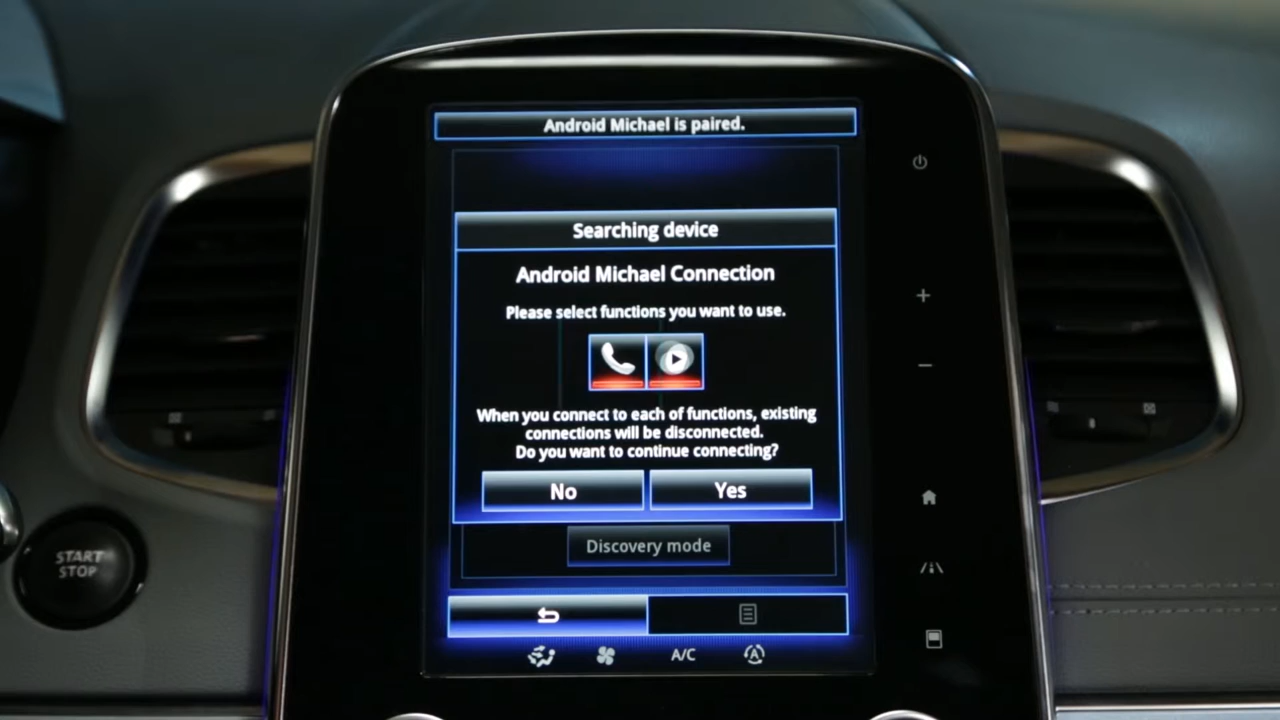 Android Michael is paired.
Searching device
Android Michael Connection
Please select functions you want to use.
When you connect to each of functions, existing
connections will be disconnected.
Do you want to continue connecting?
No
Yes
Discovery mode
START
STOP
A/C
A